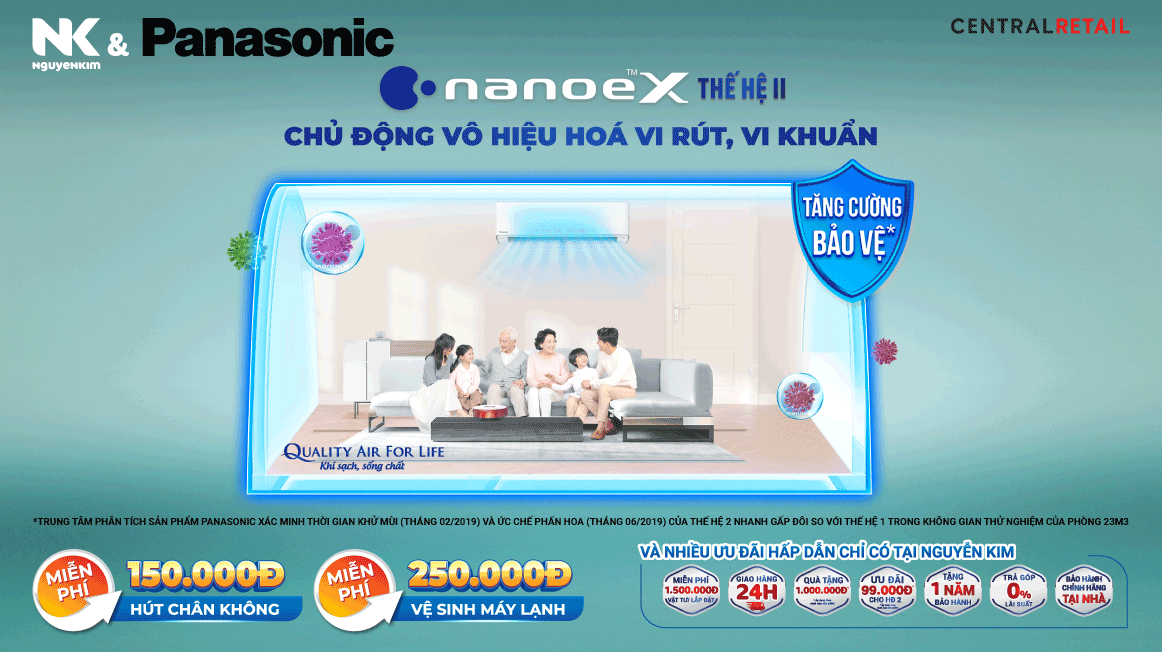 NK & Panasonic
NGUYENKIM
CENTRALRETAIL
nanoeX™ THẾ HỆ II
CHỦ ĐỘNG VÔ HIỆU HOÁ VI RÚT, VI KHUẨN
TĂNG CƯỜNG
BẢO VỆ*
QUALITY AIR FOR LIFE
Khí sạch, sống chất
*TRUNG TÂM PHÂN TÍCH SẢN PHẨM PANASONIC XÁC MINH THỜI GIAN KHỬ MÙI (THÁNG 02/2019) VÀ ỨC CHẾ PHẤN HOA (THÁNG 06/2019) CỦA THẾ HỆ 2 NHANH GẤP ĐÔI SO VỚI THẾ HỆ 1 TRONG KHÔNG GIAN THỬ NGHIỆM CỦA PHÒNG 23M3
MIỄN PHÍ
150.000Đ
HÚT CHÂN KHÔNG
MIỄN PHÍ
250.000Đ
VỆ SINH MÁY LẠNH
VÀ NHIỀU ƯU ĐÃI HẤP DẪN CHỈ CÓ TẠI NGUYỄN KIM
MIỄN PHÍ
1.500.000Đ
VẬT TƯ LẮP ĐẶT
GIAO HÀNG
24H
QUÀ TẶNG
1.000.000Đ
ƯU ĐÃI
99.000Đ
CHO HĐ 2
TẶNG
1 NĂM
BẢO HÀNH
TRẢ GÓP
0%
LÃI SUẤT
BẢO HÀNH
CHÍNH HÃNG
TẠI NHÀ